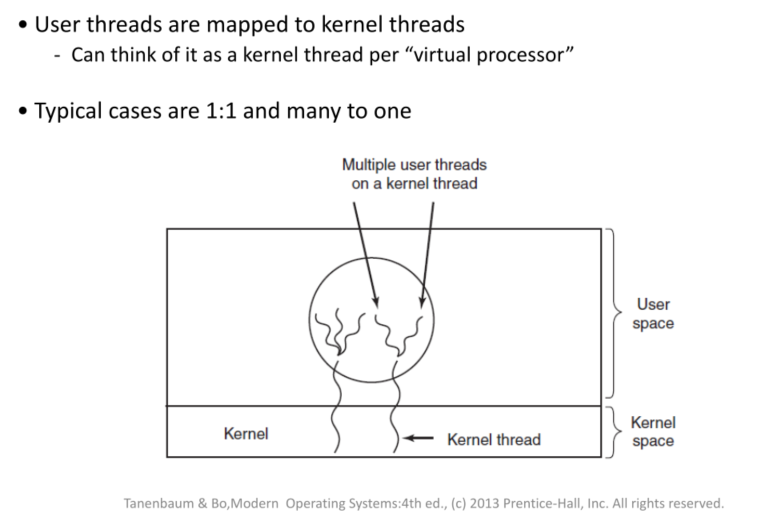 • User threads are mapped to kernel threads
- Can think of it as a kernel thread per “virtual processor”
• Typical cases are 1:1 and many to one
Multiple user threads
on a kernel thread
User
space
Kernel
Kernel thread
Kernel
space
Tanenbaum & Bo,Modern Operating Systems:4th ed., (c) 2013 Prentice-Hall, Inc. All rights reserved.